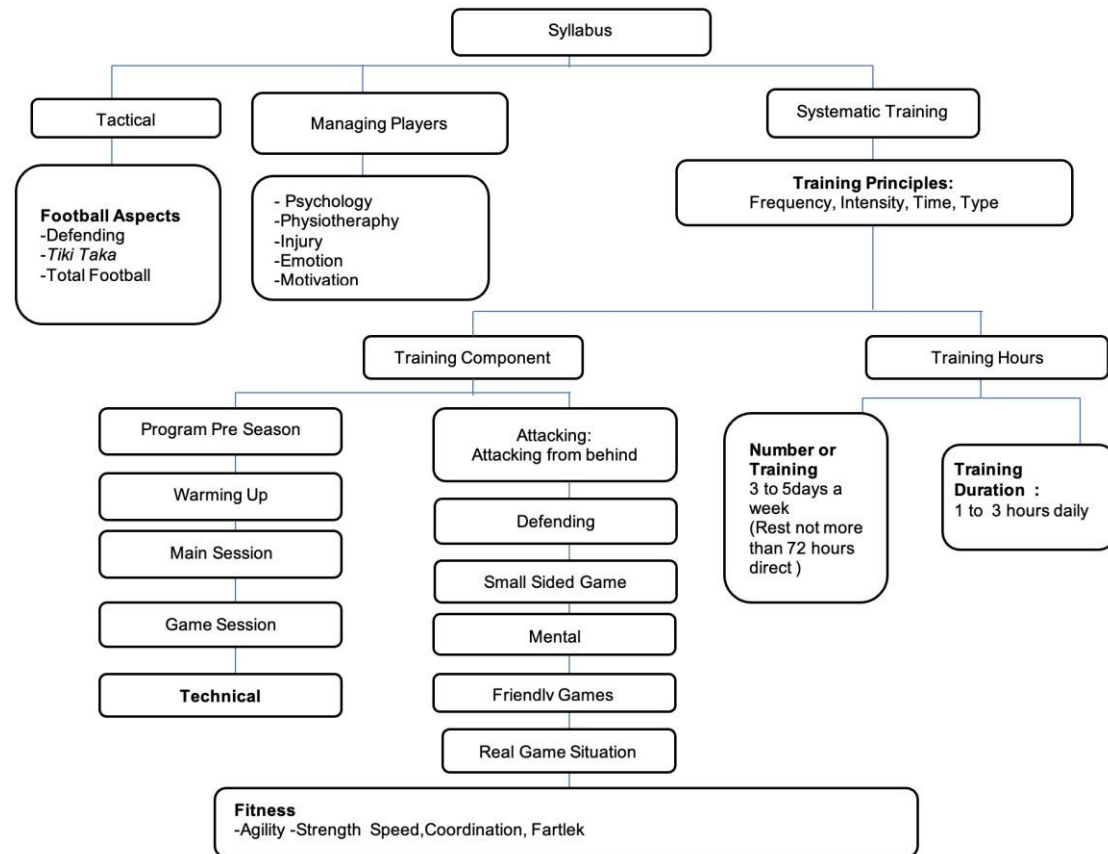 Syllabus
Tactical
Managing Players
Systematic Training
Football Aspects
-Defending
-Tiki Taka
-Total Football
- Psychology
-Physiotheraphy
-Injury
-Emotion
-Motivation
Training Principles:
Frequency, Intensity, Time, Type
Training Component
Training Hours
Program Pre Season
Warming Up
Main Session
Game Session
Technical
Attacking:
Attacking from behind
Defending
Small Sided Game
Mental
Friendly Games
Real Game Situation
Number or
Training
3 to 5days a
week
(Rest not more
than 72 hours
direct )
Training
Duration :
1 to 3 hours daily
Fitness
-Agility -Strength Speed,Coordination, Fartlek